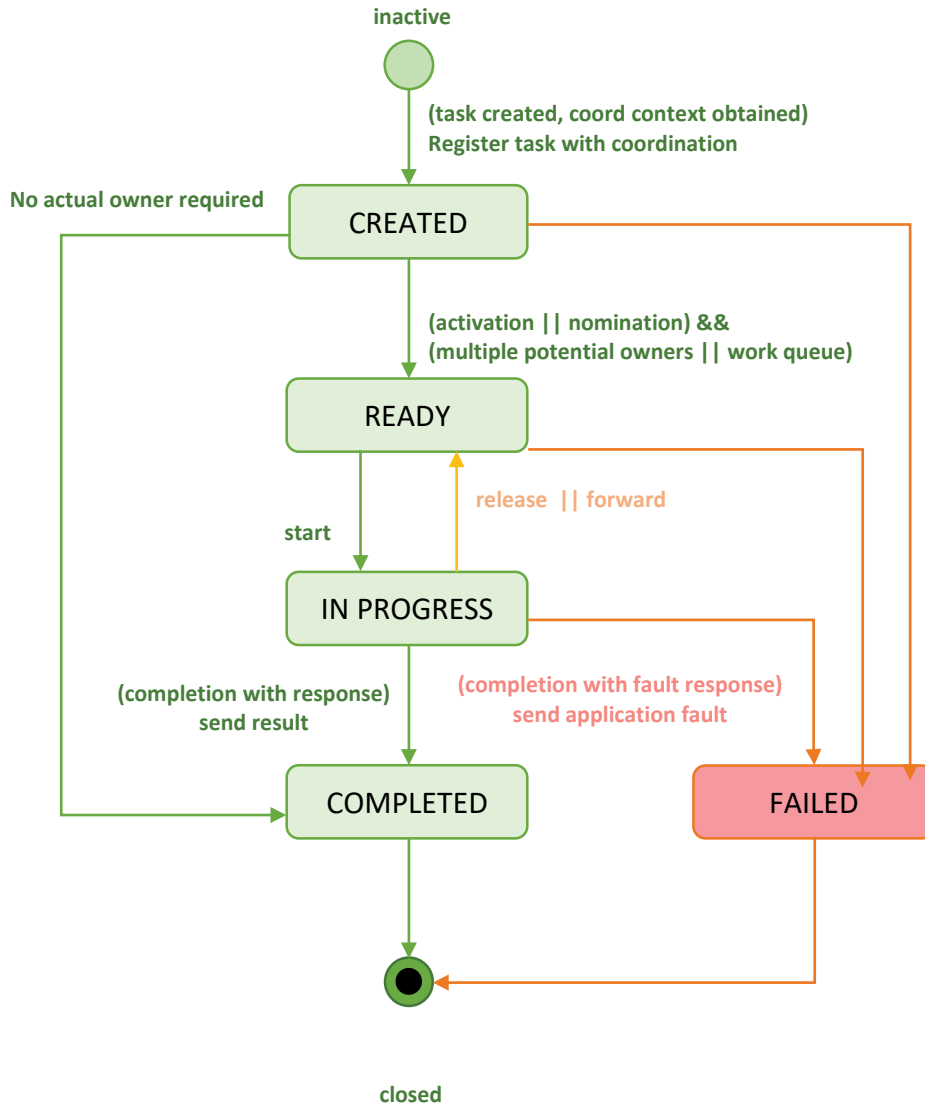 inactive
(task created, coord context obtained)
Register task with coordination
No actual owner required
CREATED
(activation || nomination) &&
(multiple potential owners || work queue)
READY
release || forward
start
IN PROGRESS
(completion with response)
send result
(completion with fault response)
send application fault
COMPLETED
FAILED
closed